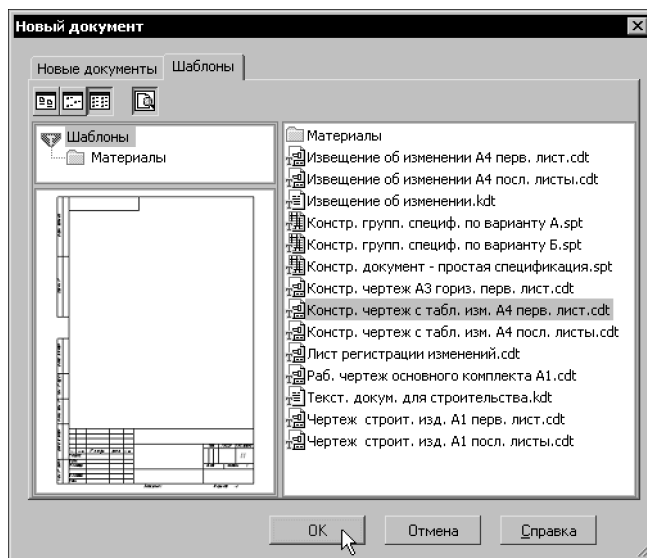 Новый документ
Новые документы
Шаблоны
Шаблоны
Материалы
Материалы
Извещение об изменении А4 перв. лист.cdt
Извещение об изменении А4 посл. листы.cdt
Извещение об изменении.kdt
Констр. групп. специф. по варианту А.spt
Констр. групп. специф. по варианту Б.spt
Констр. документ - простая спецификация.spt
Констр. чертеж А3 гориз. перв. лист.cdt
Констр. чертеж с табл. изм. А4 перв. лист.cdt
Констр. чертеж с табл. изм. А4 посл. листы.cdt
Лист регистрации изменений.cdt
Раб. чертеж основного комплекта А1.cdt
Текст. докум. для строительства.kdt
Чертеж строит. изд. А1 перв. лист.cdt
Чертеж строит. изд. А1 посл. листы.cdt
OK
Отмена
Справка